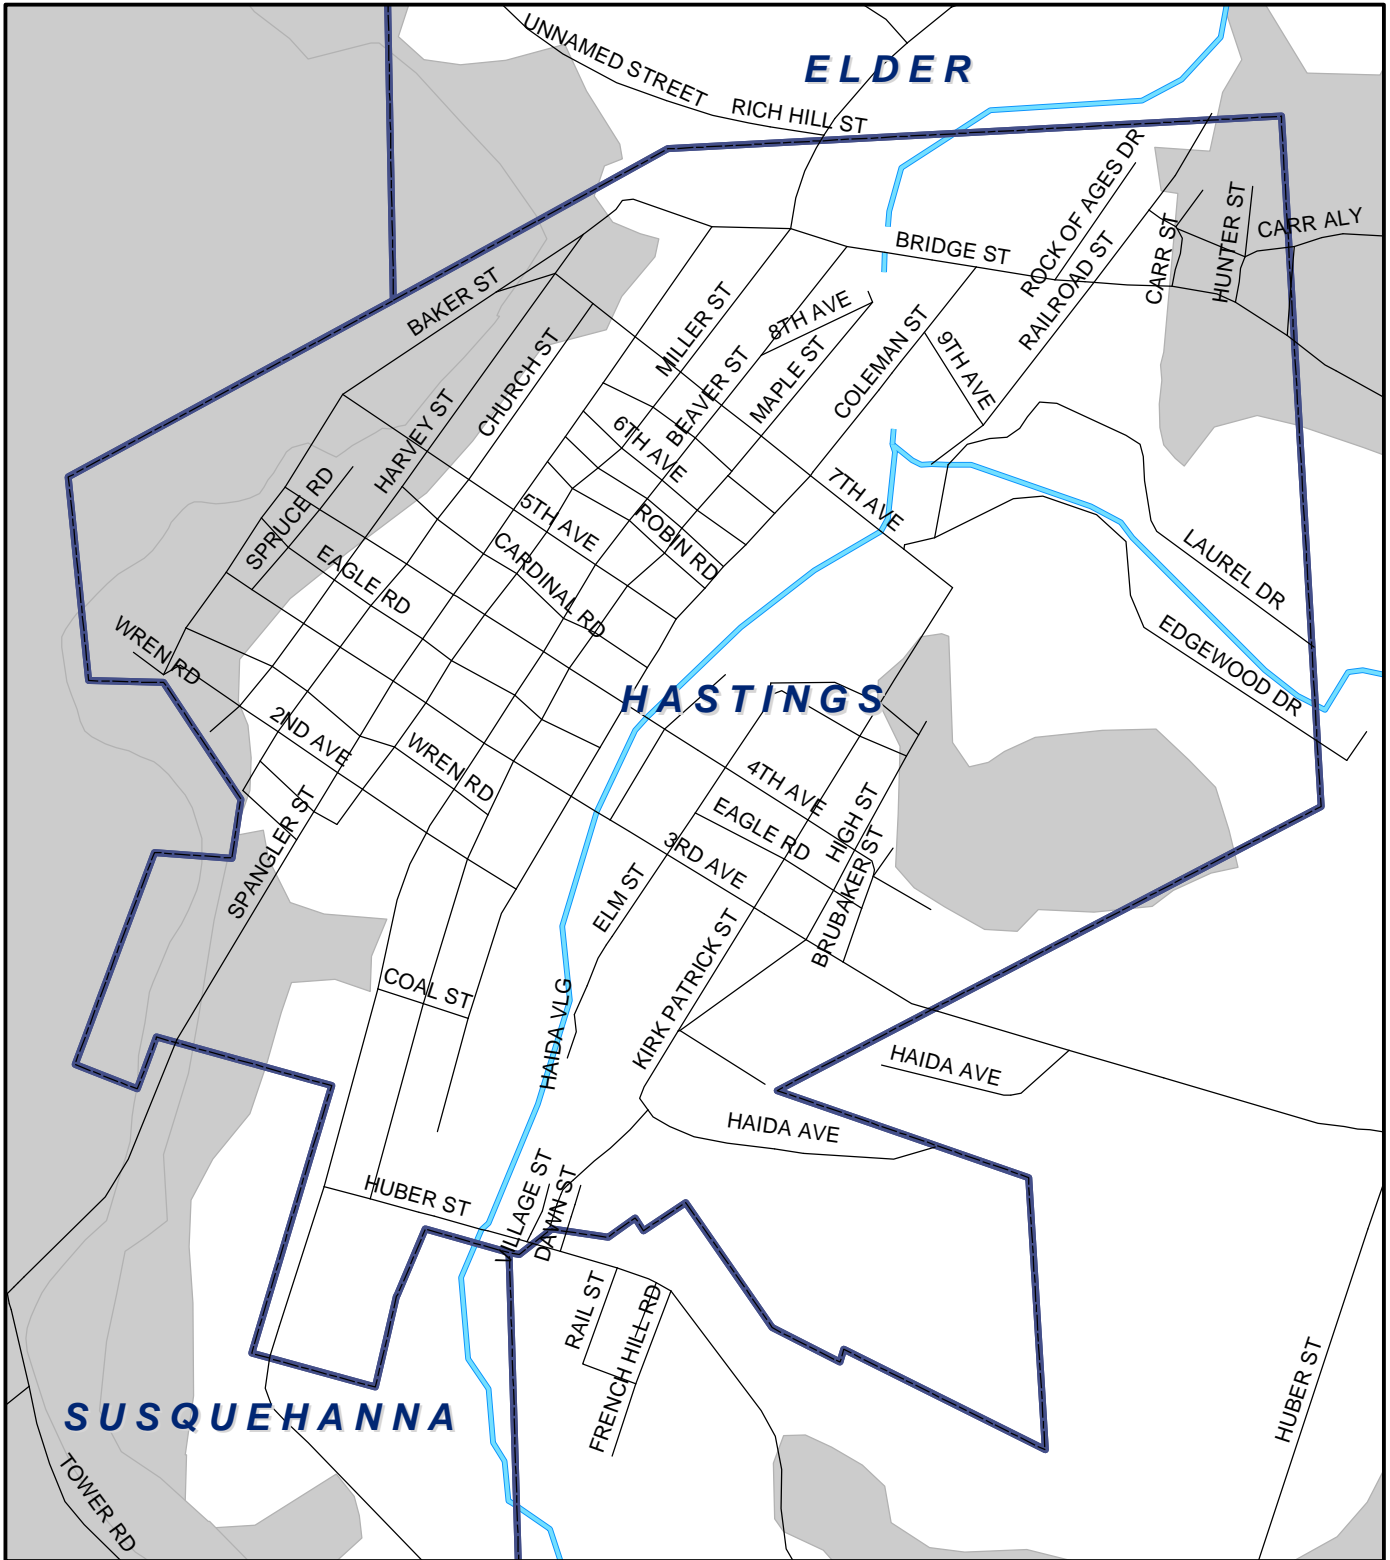 UNNAMED STREET
ELDER
RICH HILL ST
ROCK OF AGES DR
HUNTER ST
CARR ALY
CARR ST
BRIDGE ST
RAILROAD ST
BAKER ST
MILLER ST
8TH AVE
CHURCH ST
BEAVER ST
MAPLE ST
COLEMAN ST
9TH AVE
HARVEY ST
6TH AVE
7TH AVE
SPRUCE RD
5TH AVE
ROBIN RD
CARDINAL RD
EAGLE RD
LAUREL DR
WREN RD
EDGEWOOD DR
HASTINGS
2ND AVE
WREN RD
4TH AVE
EAGLE RD
HIGH ST
SPANGLER ST
3RD AVE
BRUBAKER ST
ELM ST
KIRK PATRICK ST
COAL ST
HAIDA VLG
HAIDA AVE
HAIDA AVE
HUBER ST
VILLAGE ST
DAWN ST
RAIL ST
FRENCH HILL RD
HUBER ST
SUSQUEHANNA
TOWER RD